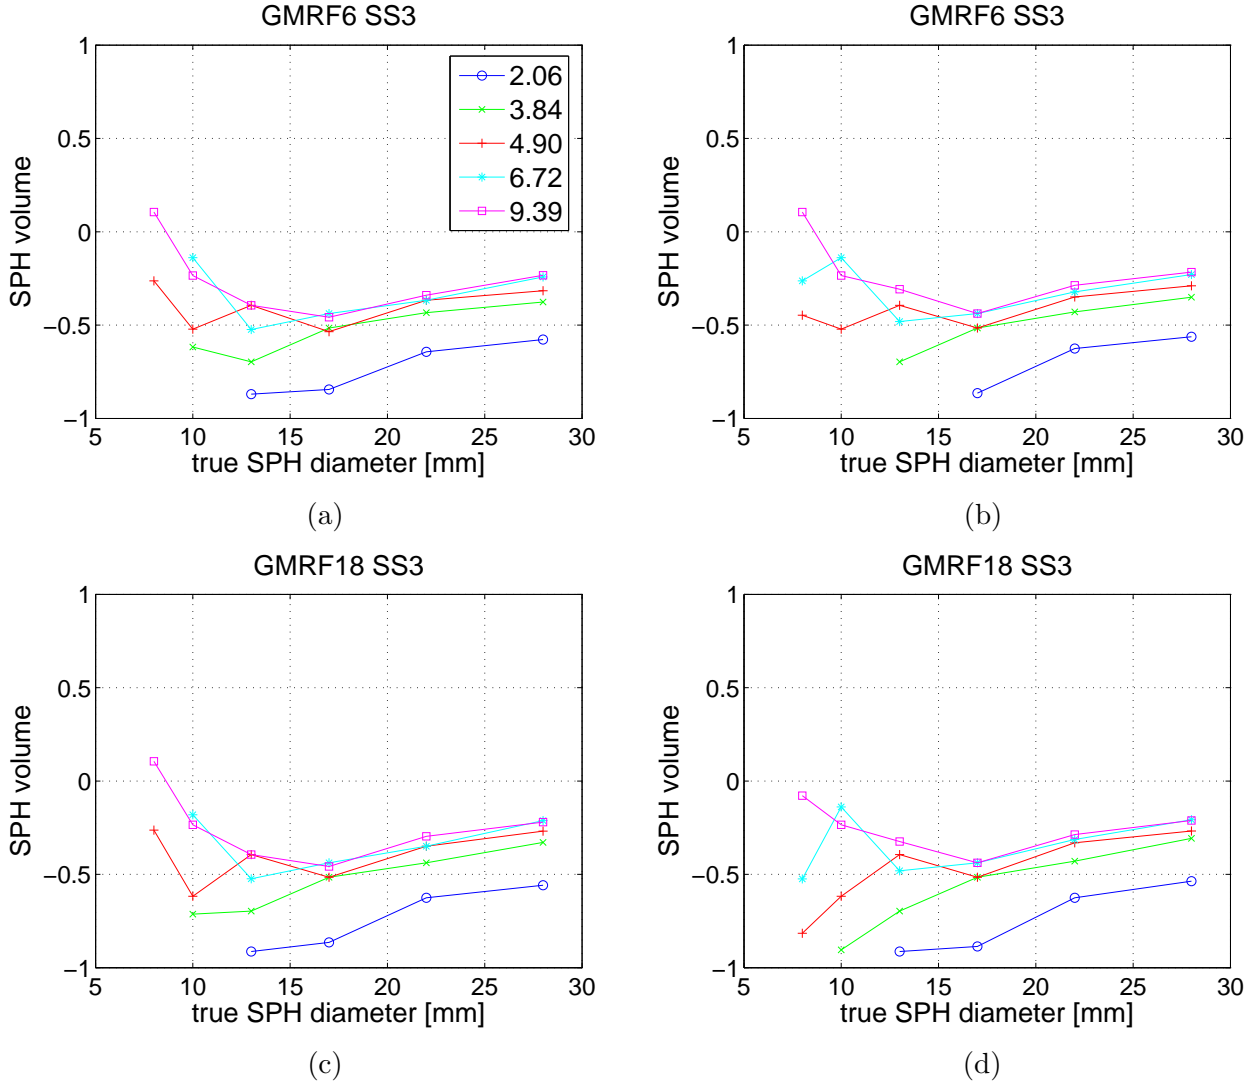 GMRF6 SS3
1
0.5
0
−0.5
−1
SPH volume
5 10 15 20 25 30
true SPH diameter [mm]
2.06
3.84
4.90
6.72
9.39
(a)
GMRF6 SS3
1
0.5
0
−0.5
−1
SPH volume
5 10 15 20 25 30
true SPH diameter [mm]
(b)
GMRF18 SS3
1
0.5
0
−0.5
−1
SPH volume
5 10 15 20 25 30
true SPH diameter [mm]
(c)
GMRF18 SS3
1
0.5
0
−0.5
−1
SPH volume
5 10 15 20 25 30
true SPH diameter [mm]
(d)